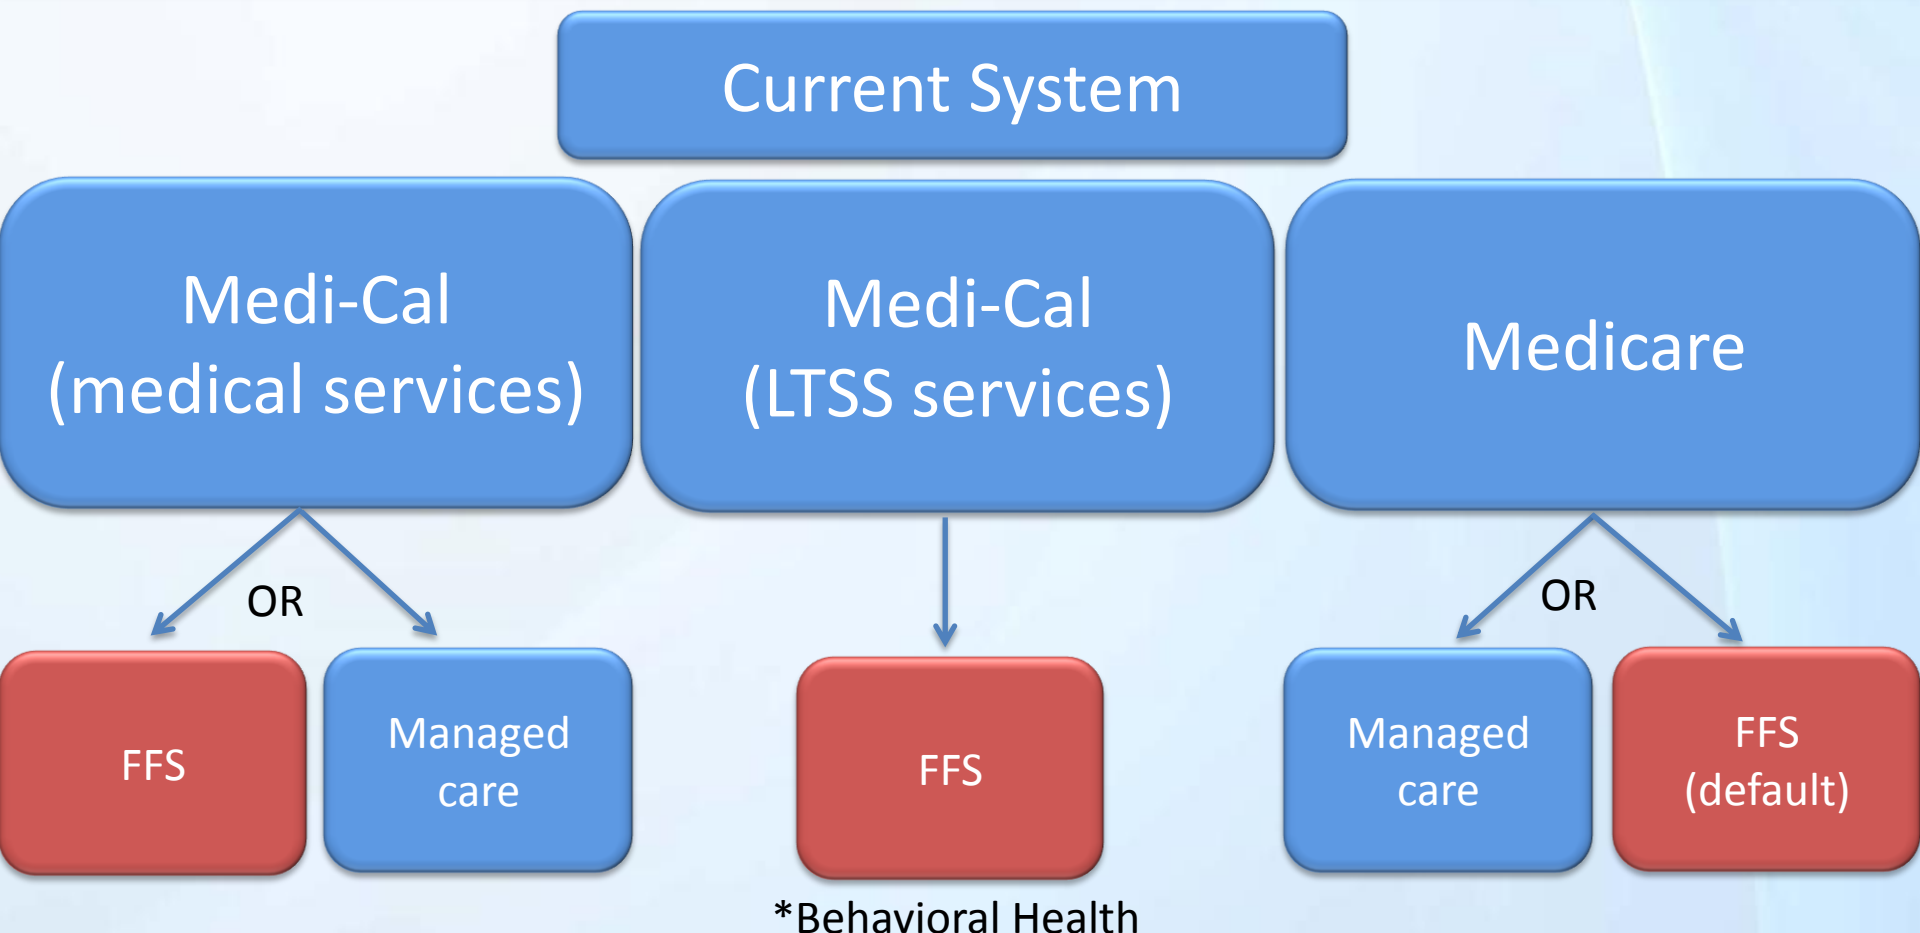 Current System
Medi-Cal
(medical services)
Medi-Cal
(LTSS services)
Medicare
OR
OR
FFS
Managed
care
FFS
Managed
care
FFS
(default)
*Behavioral Health